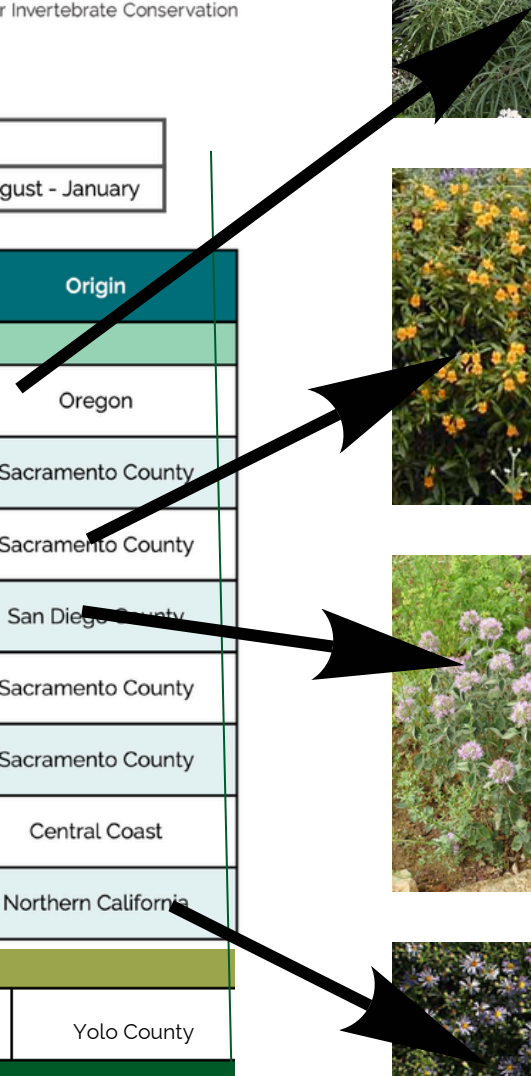 r Invertebrate Conservation
gust - January
Origin
Oregon
Sacramento County
Sacramento County
San Diego County
Sacramento County
Sacramento County
Central Coast
Northern California
Yolo County